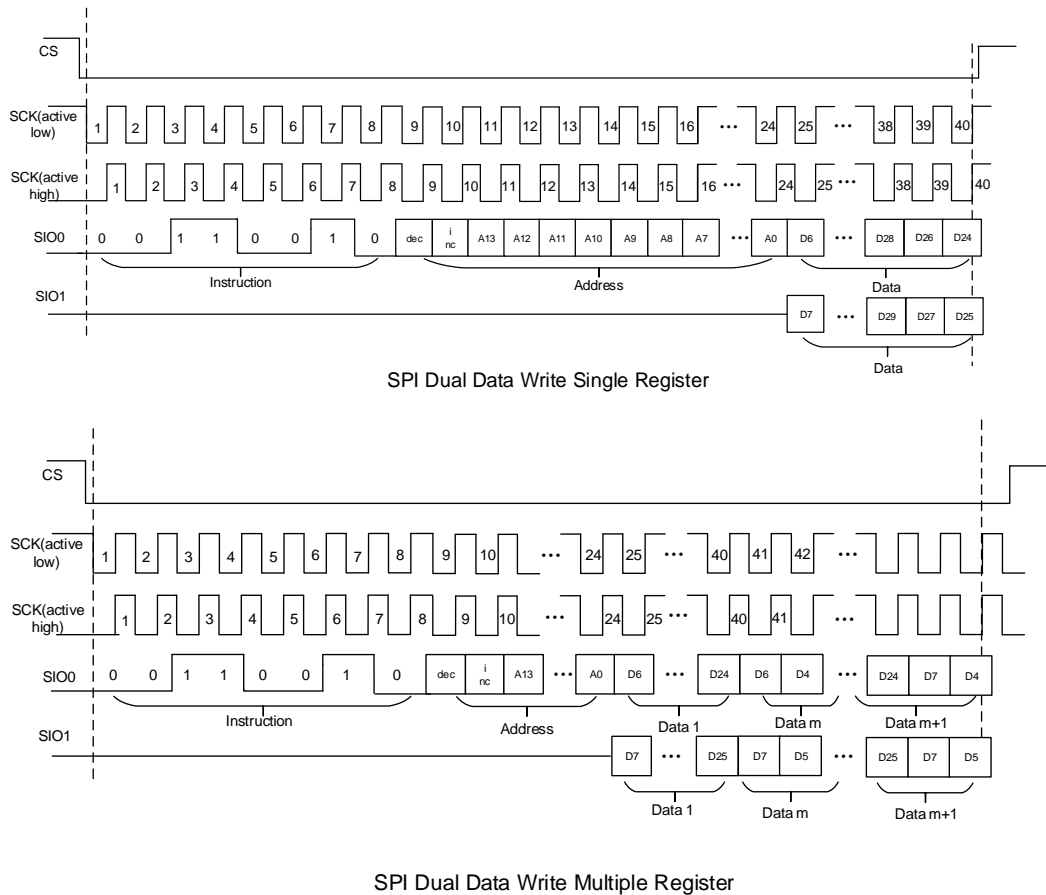 CS
SCK(active low) 1 2 3 4 5 6 7 8 9 10 11 12 13 14 15 16 ••• 24 25 ••• 38 39 40
SCK(active high) 1 2 3 4 5 6 7 8 9 10 11 12 13 14 15 16 ••• 24 25 ••• 38 39 40
SIO0 0 0 1 1 0 0 1 0 dec inc A13 A12 A11 A10 A9 A8 A7 ••• A0 D6 ••• D28 D26 D24
Instruction Address Data
SIO1 D7 ••• D29 D27 D25
Data
SPI Dual Data Write Single Register
CS
SCK(active low) 1 2 3 4 5 6 7 8 9 10 ••• 24 25 ••• 40 41 42 •••
SCK(active high) 1 2 3 4 5 6 7 8 9 10 ••• 24 25 ••• 40 41 •••
SIO0 0 0 1 1 0 0 1 0 dec inc A13 ••• A0 D6 ••• D24 D6 D4 ••• D24 D7 D4
Instruction Address Data 1 Data m Data m+1
SIO1 D7 ••• D25 D7 D5 ••• D25 D7 D5
Data 1 Data m Data m+1
SPI Dual Data Write Multiple Register